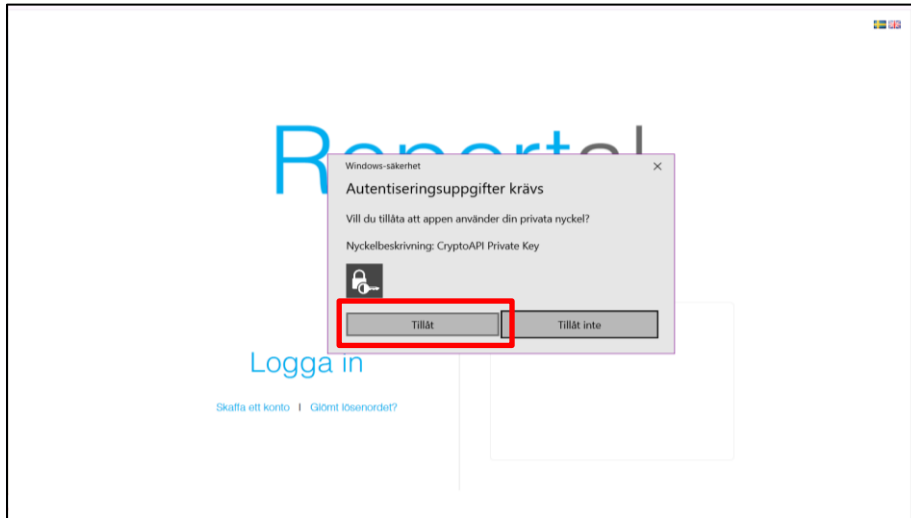 Reportal
Windows-säkerhet
Autentiseringsuppgifter krävs
Vill du tillåta att appen använder din privata nyckel?
Nyckelbeskrivning: CryptoAPI Private Key
Tillåt
Tillåt inte
Logga in
Skaffa ett konto I Glömt lösenordet?